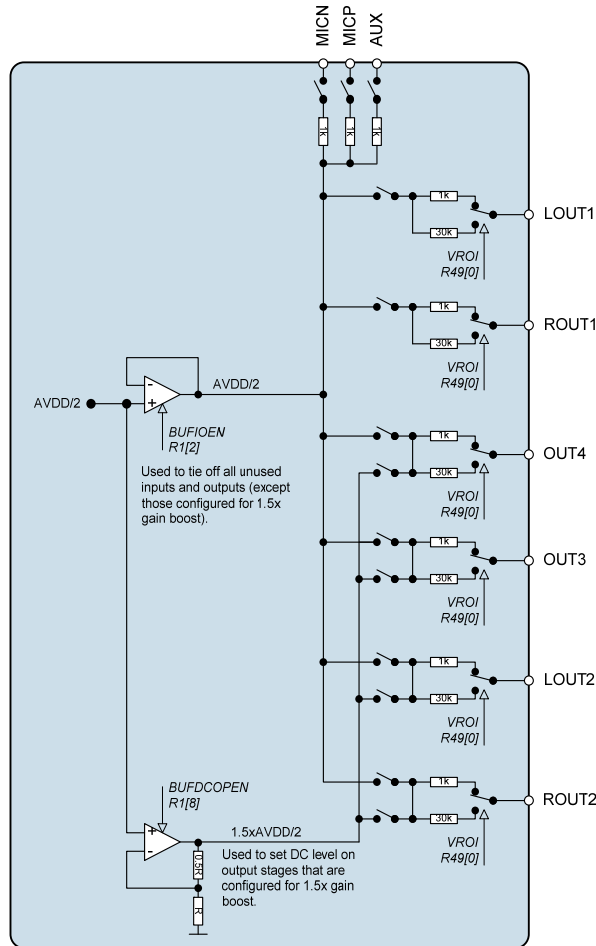 MICN
MICP
AUX
1k
1k
1k
1k
LOUT1
30k
VROI
R49[0]
1k
ROUT1
30k
VROI
R49[0]
AVDD/2
AVDD/2
-
+
BUFIOEN
R1[2]
Used to tie off all unused
inputs and outputs (except
those configured for 1.5x
gain boost).
1k
OUT4
30k
VROI
R49[0]
1k
OUT3
30k
VROI
R49[0]
1k
LOUT2
30k
VROI
R49[0]
1k
ROUT2
30k
VROI
R49[0]
BUFDCOPEN
R1[8]
+
-
1.5xAVDD/2
0.5R
R
Used to set DC level on
output stages that are
configured for 1.5x gain
boost.